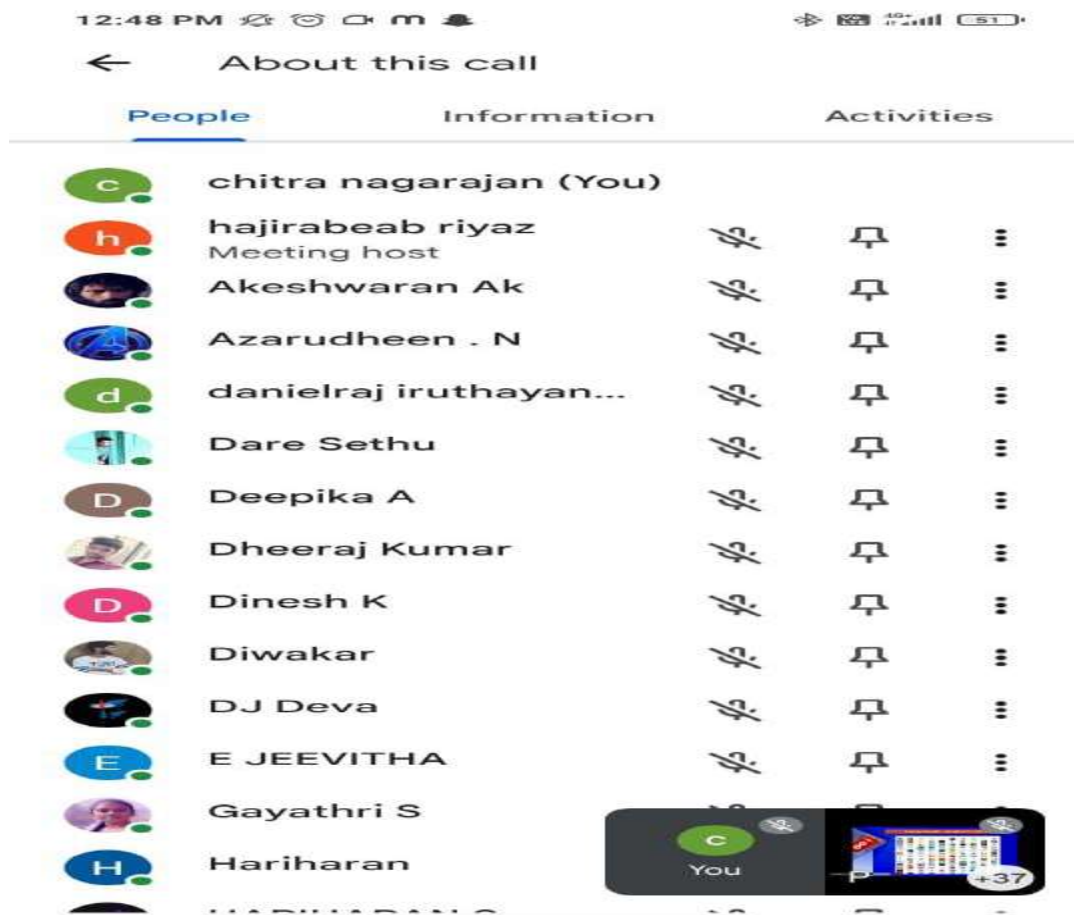 12:48 PM m 4G+ 51
About this call
People Information Activities
c chitra nagarajan (You)
h hajirabeab riyaz
Meeting host
Akeshwaran Ak
Azarudheen . N
d danielraj iruthayan...
Dare Sethu
D Deepika A
Dheeraj Kumar
D Dinesh K
Diwakar
DJ Deva
E E JEEVITHA
Gayathri S
c
H Hariharan
You
P
+37